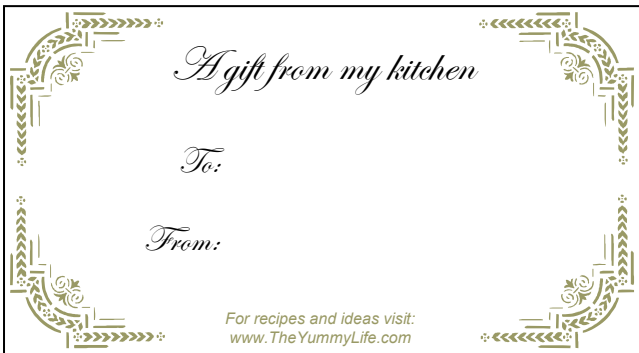 A gift from my kitchen
To:
From:
For recipes and ideas visit:
www.TheYummyLife.com